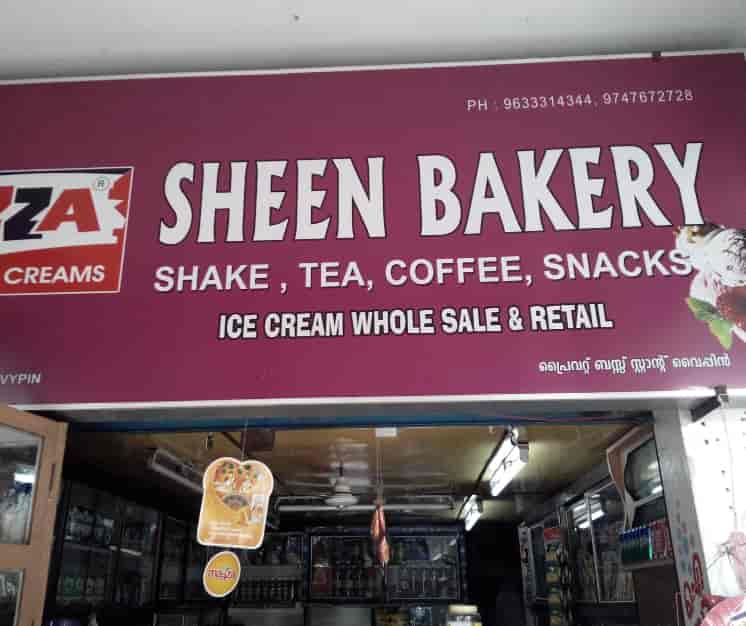 PH : 9633314344, 9747672728
ZZA®
CREAMS
SHEEN BAKERY
SHAKE , TEA, COFFEE, SNACKS
ICE CREAM WHOLE SALE & RETAIL
VYPIN
പ്രൈവറ്റ് ബസ്സ് സ്റ്റാന്റ് വൈപ്പിൻ